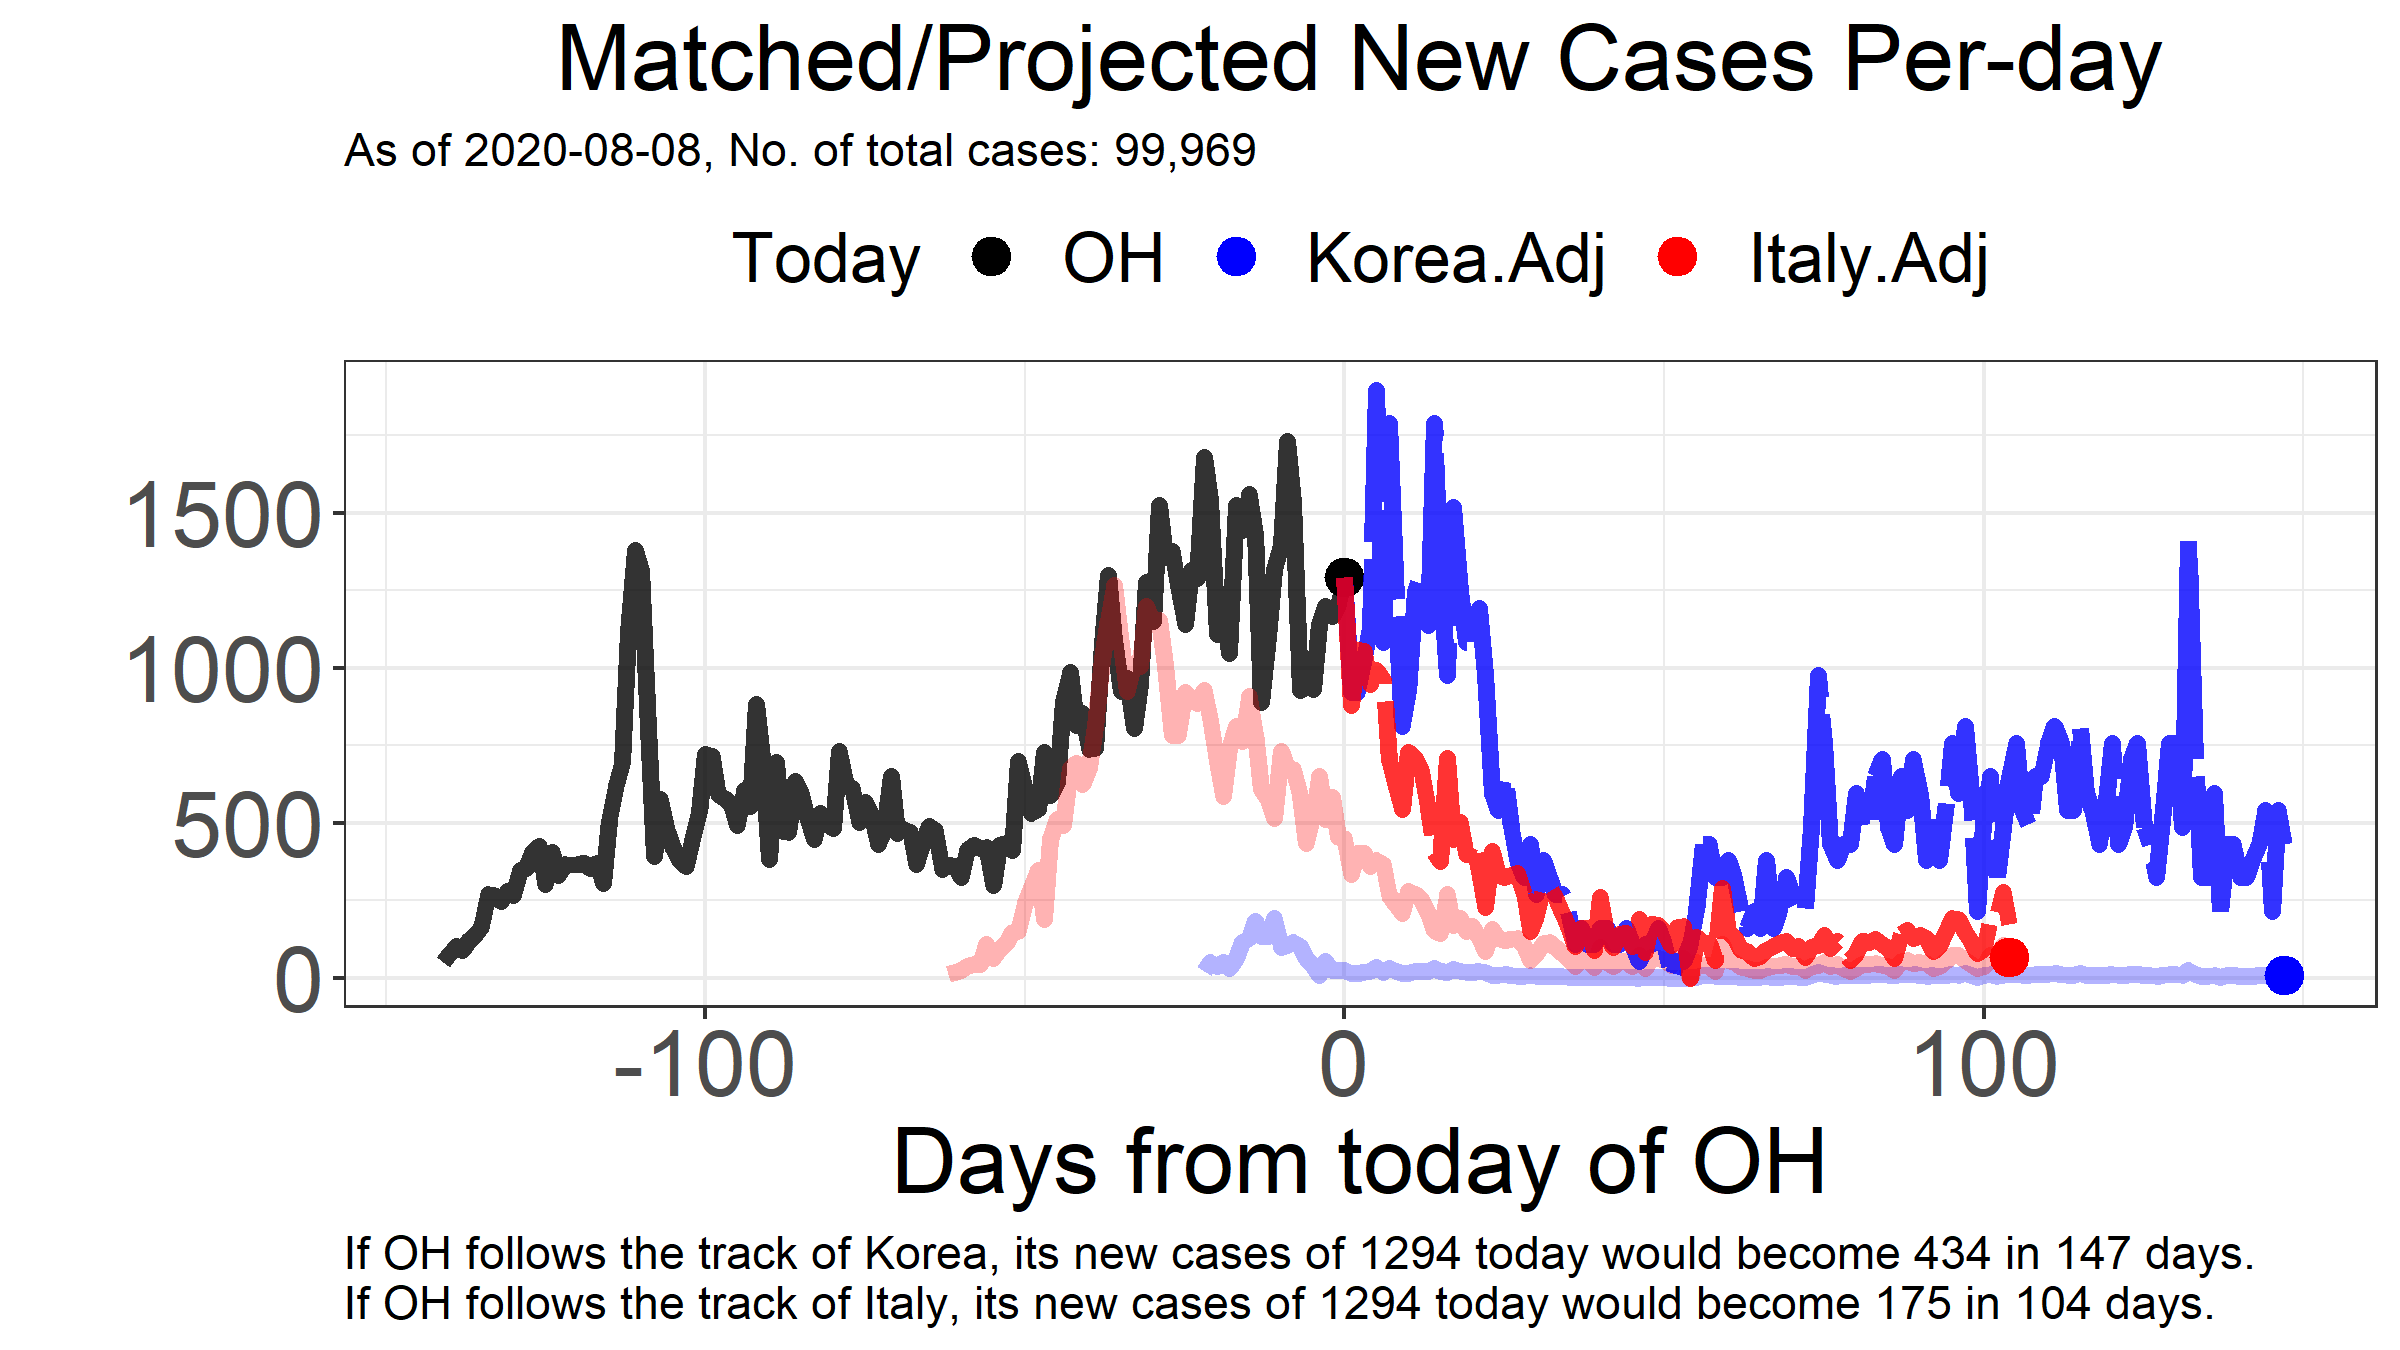 Matched/Projected New Cases Per-day
As of 2020-08-08, No. of total cases: 99,969
Today OH Korea.Adj Italy.Adj
1500
1000
500
0
-100 0 100
Days from today of OH
If OH follows the track of Korea, its new cases of 1294 today would become 434 in 147 days.
If OH follows the track of Italy, its new cases of 1294 today would become 175 in 104 days.